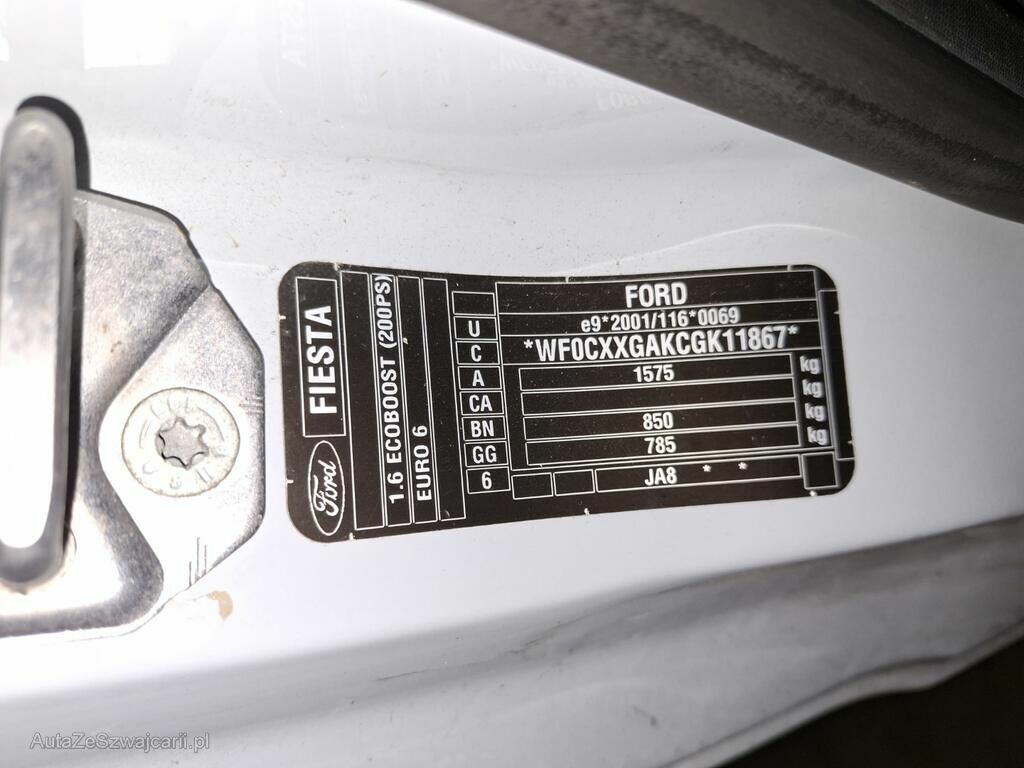 FORD
e9*2001/116*0069
*WF0CXXGAKCGK11867*
1575 kg
kg
850 kg
785 kg
JA8 * *
U
C
A
CA
BN
GG
6
1.6 ECOBOOST (200PS)
EURO 6
FIESTA
Ford
AutaZeSzwajcarii.pl